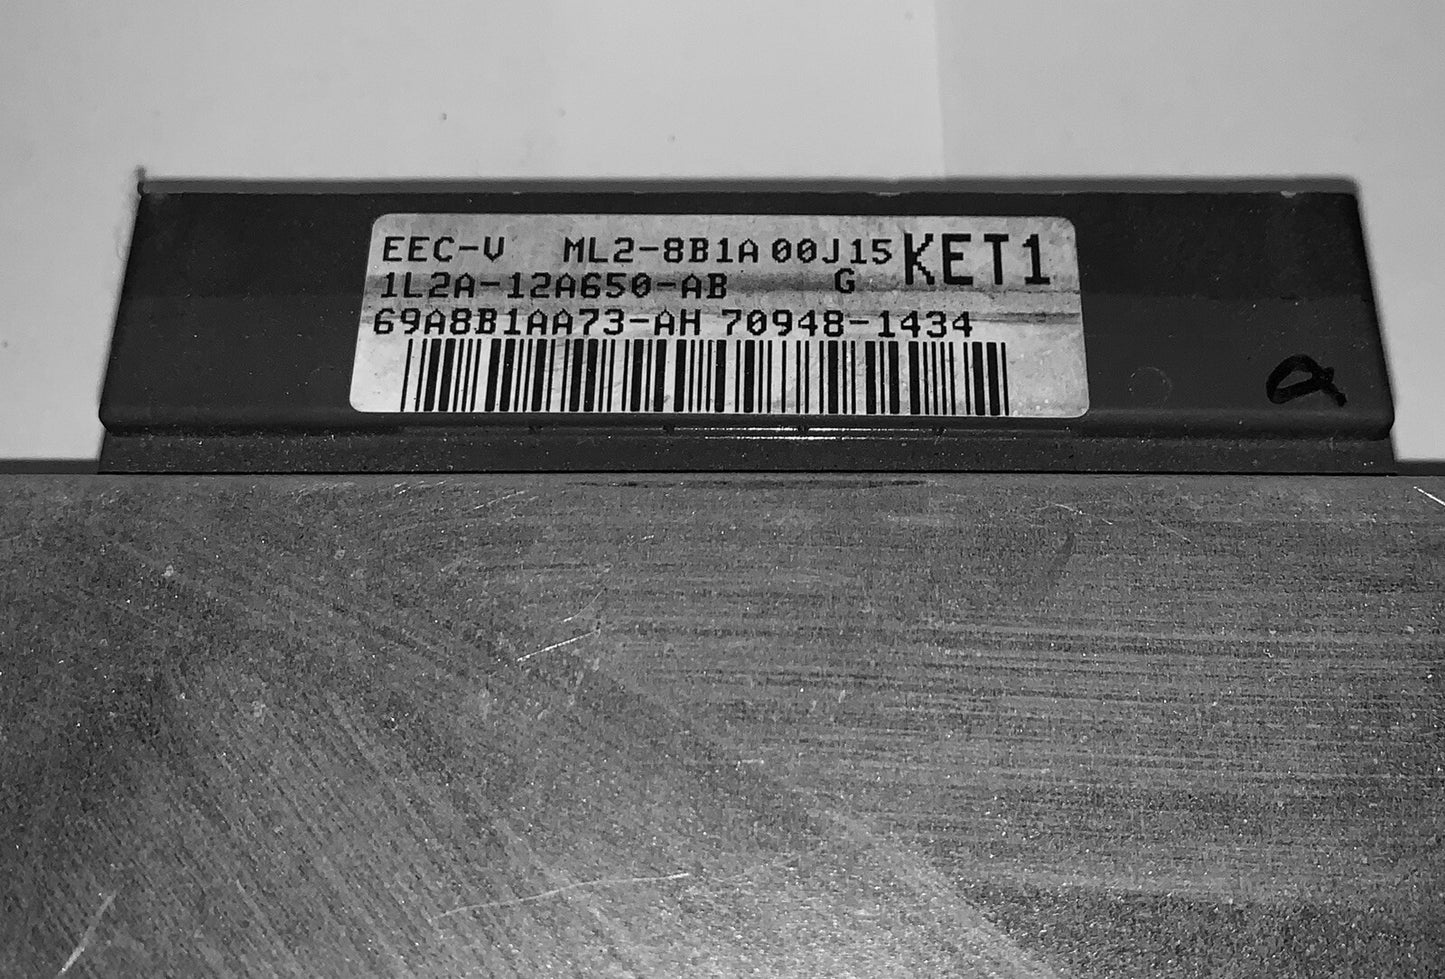 EEC-V ML2-8B1A 00J15 KET1
1L2A-12A650-AB G
69A8B1AA73-AH 70948-1434